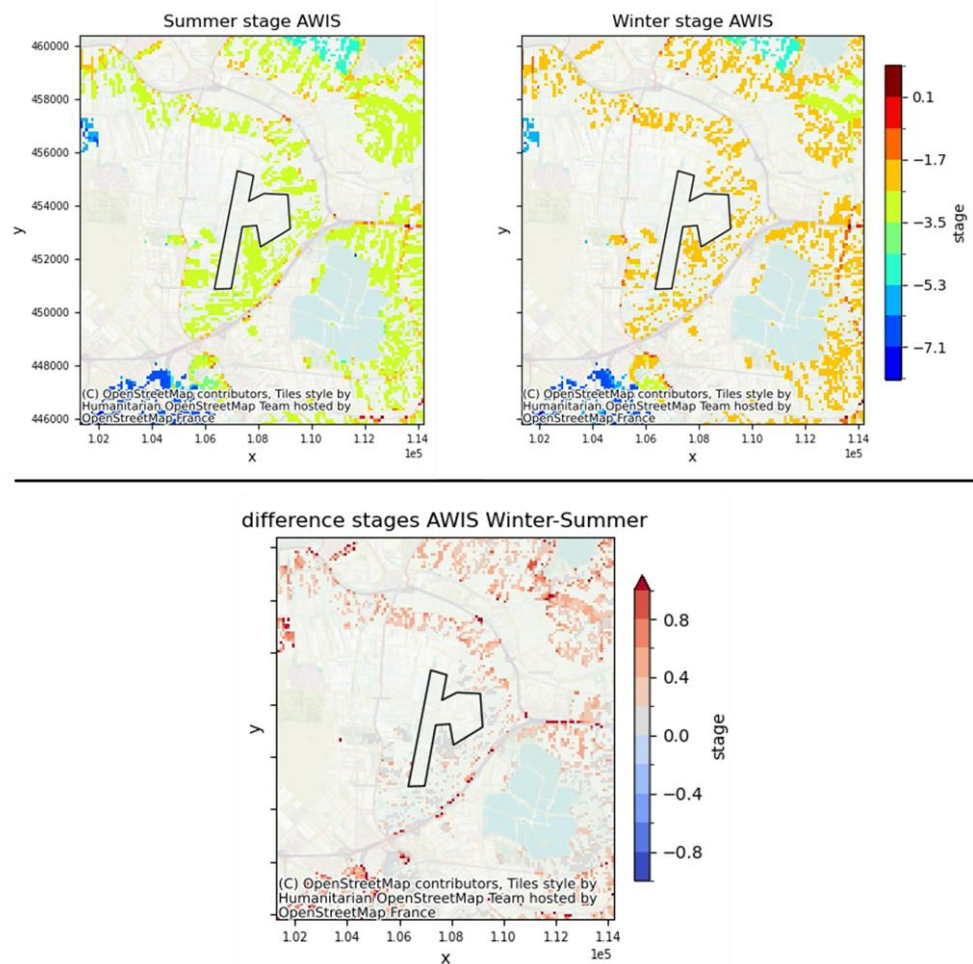 Summer stage AWIS
460000
458000
456000
454000
452000
450000
448000
446000
y
(C) OpenStreetMap contributors, Tiles style by
Humanitarian OpenStreetMap Team hosted by
OpenStreetMap France
1.02 1.04 1.06 1.08 1.10 1.12 1.14
1e5
x
Winter stage AWIS
y
(C) OpenStreetMap contributors, Tiles style by
Humanitarian OpenStreetMap Team hosted by
OpenStreetMap France
1.02 1.04 1.06 1.08 1.10 1.12 1.14
1e5
x
0.1
−1.7
−3.5
−5.3
−7.1
stage
difference stages AWIS Winter-Summer
y
(C) OpenStreetMap contributors, Tiles style by
Humanitarian OpenStreetMap Team hosted by
OpenStreetMap France
1.02 1.04 1.06 1.08 1.10 1.12 1.14
1e5
x
0.8
0.4
0.0
−0.4
−0.8
stage